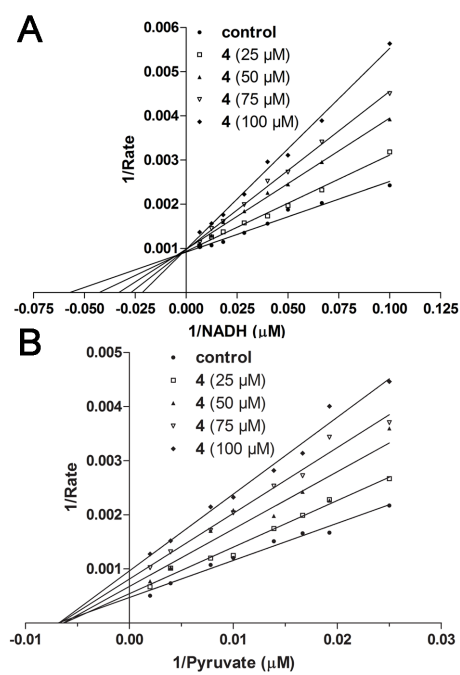 A
0.006
control
4 (25 μM)
0.005
4 (50 μM)
4 (75 μM)
0.004
4 (100 μM)
0.003
1/Rate
0.002
0.001
-0.075 -0.050 -0.025 0.000 0.025 0.050 0.075 0.100 0.125
1/NADH (μM)
B
0.005
control
4 (25 μM)
0.004
4 (50 μM)
4 (75 μM)
4 (100 μM)
0.003
1/Rate
0.002
0.001
-0.01 0.00 0.01 0.02 0.03
1/Pyruvate (μM)